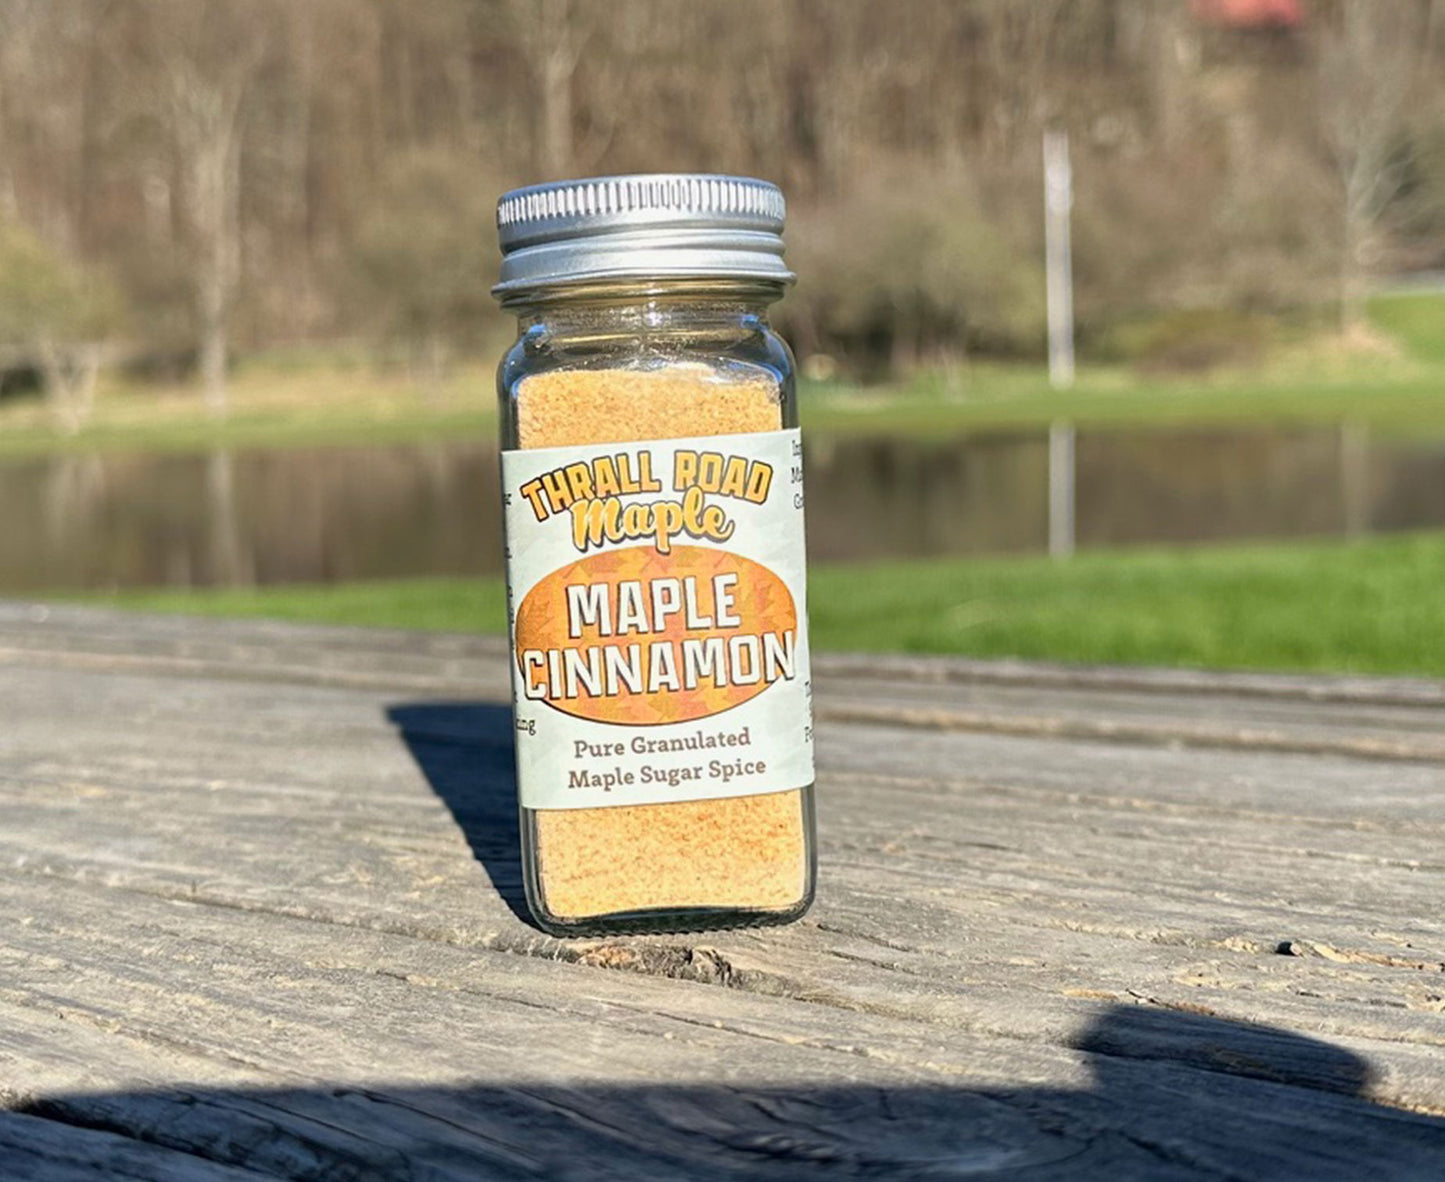 THRALL ROAD
Maple
MAPLE
CINNAMON
Pure Granulated
Maple Sugar Spice